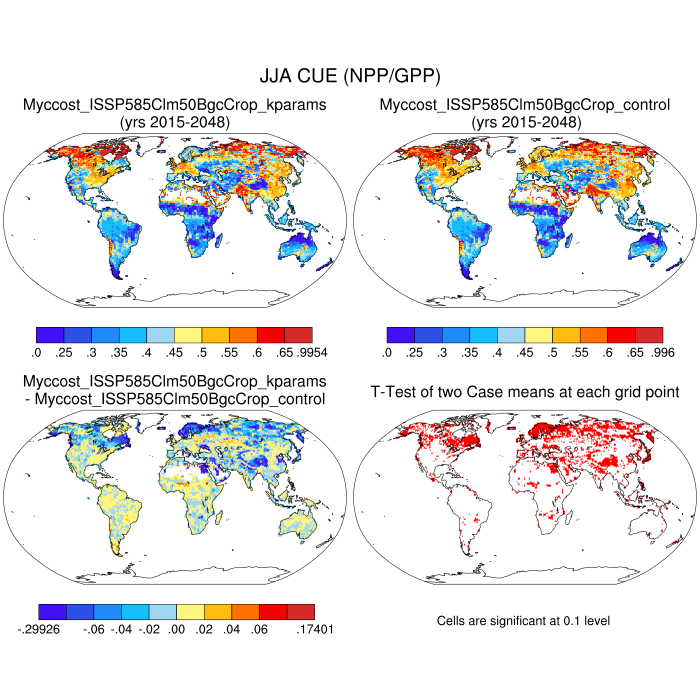 JJA CUE (NPP/GPP)
Myccost_ISSP585Clm50BgcCrop_kparams
(yrs 2015-2048)
Myccost_ISSP585Clm50BgcCrop_control
(yrs 2015-2048)
.0 .25 .3 .35 .4 .45 .5 .55 .6 .65 .9954
.0 .25 .3 .35 .4 .45 .5 .55 .6 .65 .996
Myccost_ISSP585Clm50BgcCrop_kparams
- Myccost_ISSP585Clm50BgcCrop_control
T-Test of two Case means at each grid point
-.29926 -.06 -.04 -.02 .00 .02 .04 .06 .17401
Cells are significant at 0.1 level